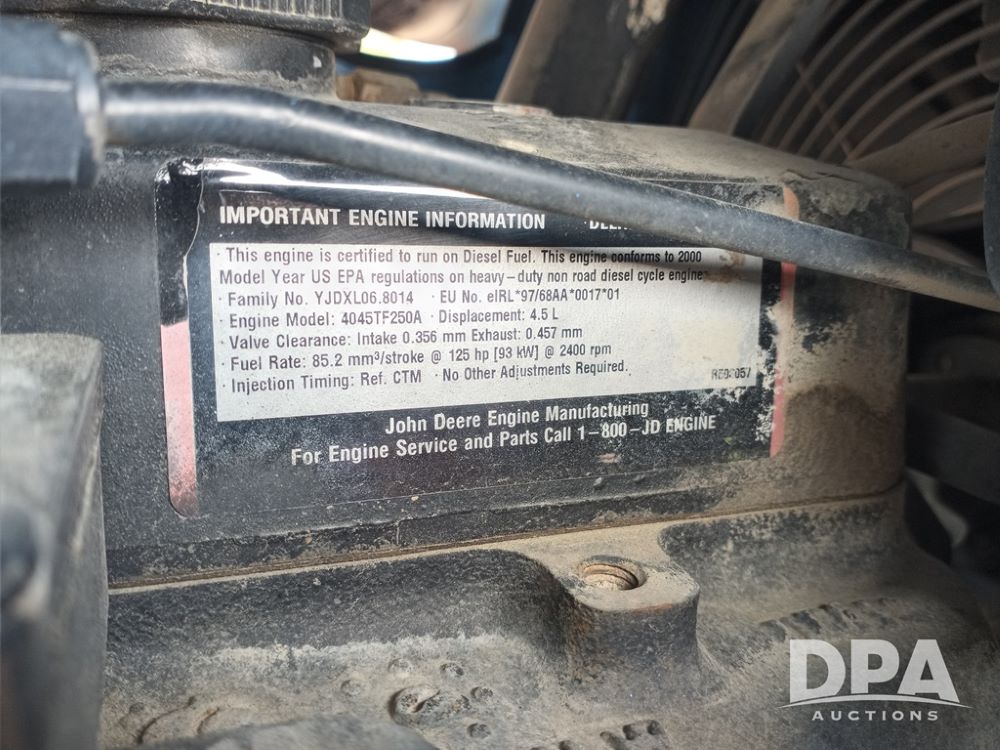 IMPORTANT ENGINE INFORMATION
· This engine is certified to run on Diesel Fuel. This engine conforms to 2000
Model Year US EPA regulations on heavy-duty non road diesel cycle engine
· Family No. YJDXL06.8014 · EU No. eIRL*97/68AA*0017*01
· Engine Model: 4045TF250A · Displacement: 4.5 L
· Valve Clearance: Intake 0.356 mm Exhaust: 0.457 mm
· Fuel Rate: 85.2 mm³/stroke @ 125 hp [93 kW] @ 2400 rpm
· Injection Timing: Ref. CTM · No Other Adjustments Required.
John Deere Engine Manufacturing
For Engine Service and Parts Call 1-800-JD ENGINE
DPA
AUCTIONS